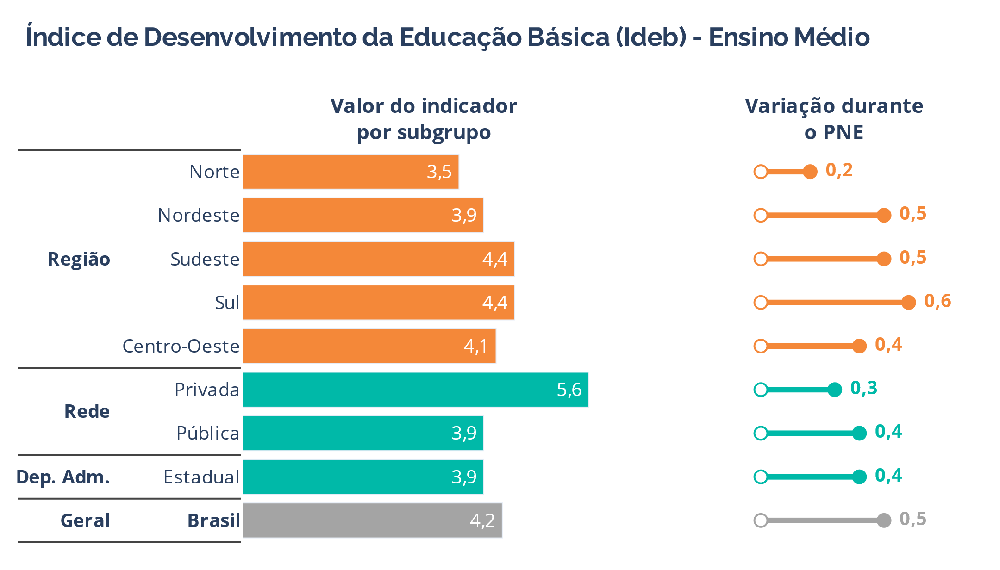 Índice de Desenvolvimento da Educação Básica (Ideb) - Ensino Médio
Valor do indicador
por subgrupo
Variação durante
o PNE
Região
Norte 3,5 0,2
Nordeste 3,9 0,5
Sudeste 4,4 0,5
Sul 4,4 0,6
Centro-Oeste 4,1 0,4
Rede
Privada 5,6 0,3
Pública 3,9 0,4
Dep. Adm. Estadual 3,9 0,4
Geral Brasil 4,2 0,5